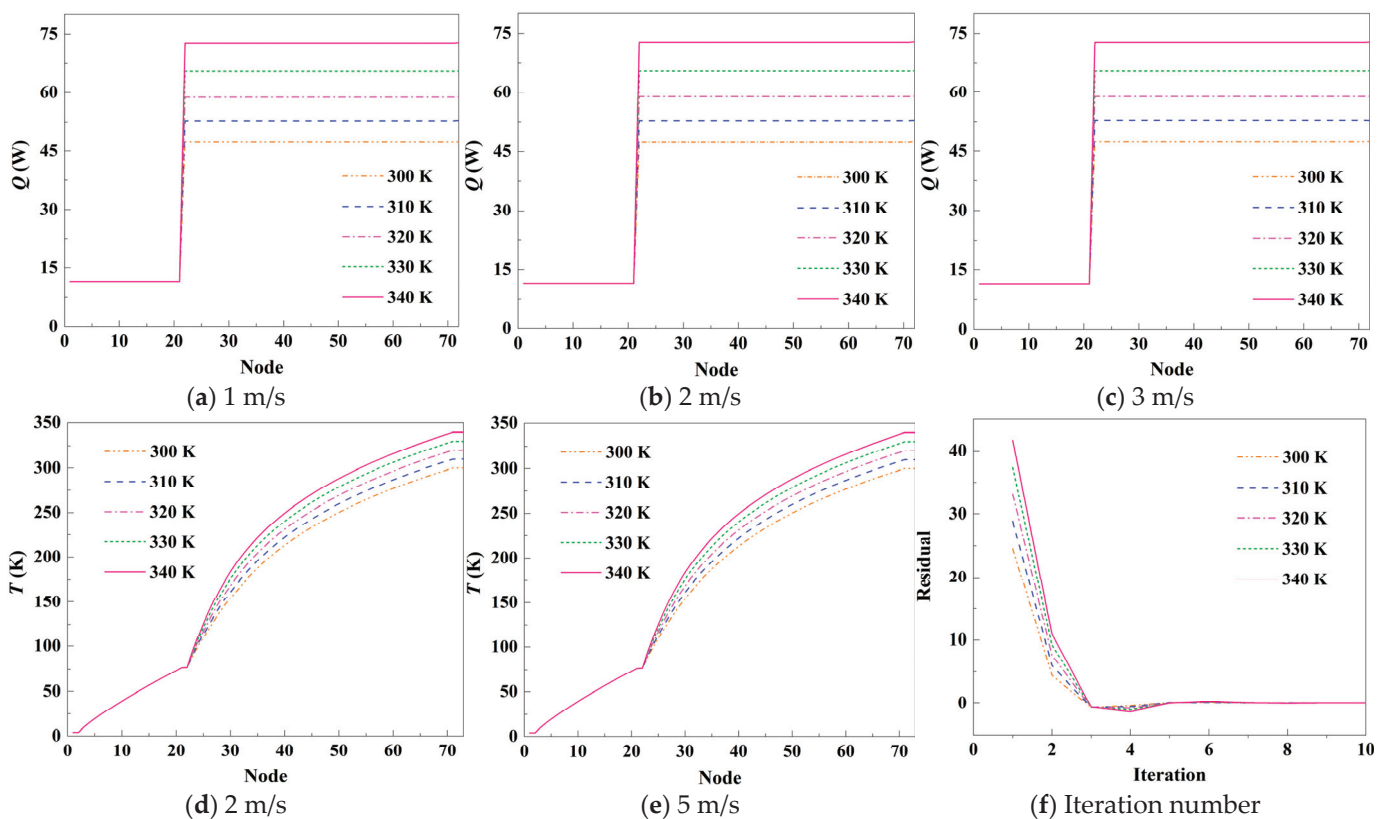 75
60
45
30
15
0
Q (W)
300 K
310 K
320 K
330 K
340 K
0 10 20 30 40 50 60 70
Node
(a) 1 m/s
75
60
45
30
15
0
Q (W)
300 K
310 K
320 K
330 K
340 K
0 10 20 30 40 50 60 70
Node
(b) 2 m/s
75
60
45
30
15
0
Q (W)
300 K
310 K
320 K
330 K
340 K
0 10 20 30 40 50 60 70
Node
(c) 3 m/s
350
300
250
200
150
100
50
0
T (K)
300 K
310 K
320 K
330 K
340 K
0 10 20 30 40 50 60 70
Node
(d) 2 m/s
350
300
250
200
150
100
50
0
T (K)
300 K
310 K
320 K
330 K
340 K
0 10 20 30 40 50 60 70
Node
(e) 5 m/s
40
30
20
10
0
Residual
300 K
310 K
320 K
330 K
340 K
0 2 4 6 8 10
Iteration
(f) Iteration number